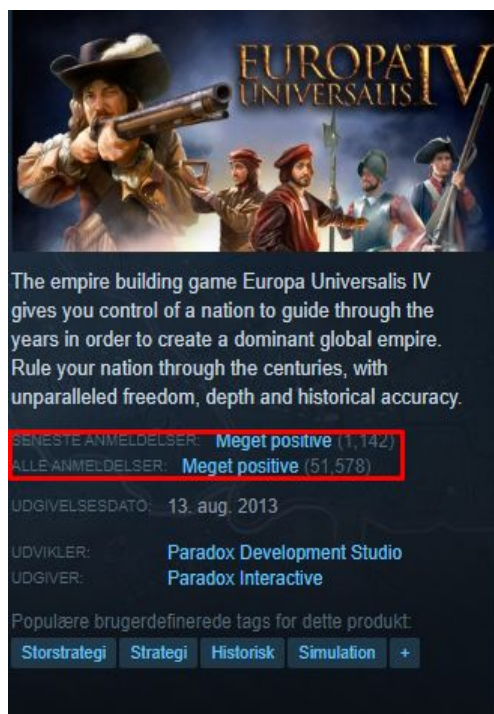 EUROPA
UNIVERSALIS IV
The empire building game Europa Universalis IV
gives you control of a nation to guide through the
years in order to create a dominant global empire.
Rule your nation through the centuries, with
unparalleled freedom, depth and historical accuracy.
SENESTE ANMELDELSER: Meget positive (1,142)
ALLE ANMELDELSER: Meget positive (51,578)
UDGIVELSESDATO: 13. aug. 2013
UDVIKLER: Paradox Development Studio
UDGIVER: Paradox Interactive
Populære brugerdefinerede tags for dette produkt:
Storstrategi Strategi Historisk Simulation +